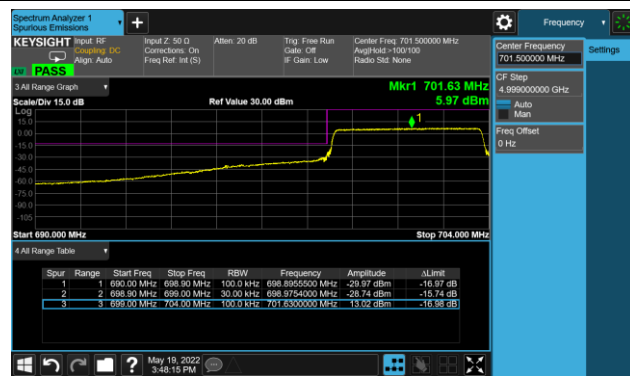 Spectrum Analyzer 1
Spurious Emissions
Frequency
KEYSIGHT
Input: RF
Coupling: DC
Align: Auto
Input Z: 50 Ω
Corrections: On
Freq Ref: Int (S)
Atten: 20 dB
Trig: Free Run
Gate: Off
IF Gain: Low
Center Freq: 701.500000 MHz
Avg|Hold:>100/100
Radio Std: None
PASS
Center Frequency
701.500000 MHz
Settings
CF Step
4.999000000 GHz
Auto
Man
Freq Offset
0 Hz
3 All Range Graph
Mkr1 701.63 MHz
Scale/Div 15.0 dB
Ref Value 30.00 dBm
5.97 dBm
Log
15.0
0.00
-15.0
-30.0
-45.0
-60.0
-75.0
-90.0
-105
1
Start 690.000 MHz
Stop 704.000 MHz
4 All Range Table
Spur Range Start Freq Stop Freq RBW Frequency Amplitude ΔLimit
1 1 690.00 MHz 698.90 MHz 100.0 kHz 698.8955500 MHz -29.97 dBm -16.97 dB
2 2 698.90 MHz 699.00 MHz 30.00 kHz 698.9754000 MHz -28.74 dBm -15.74 dB
3 3 699.00 MHz 704.00 MHz 100.0 kHz 701.6300000 MHz 13.02 dBm -16.98 dB
May 19, 2022
3:48:15 PM